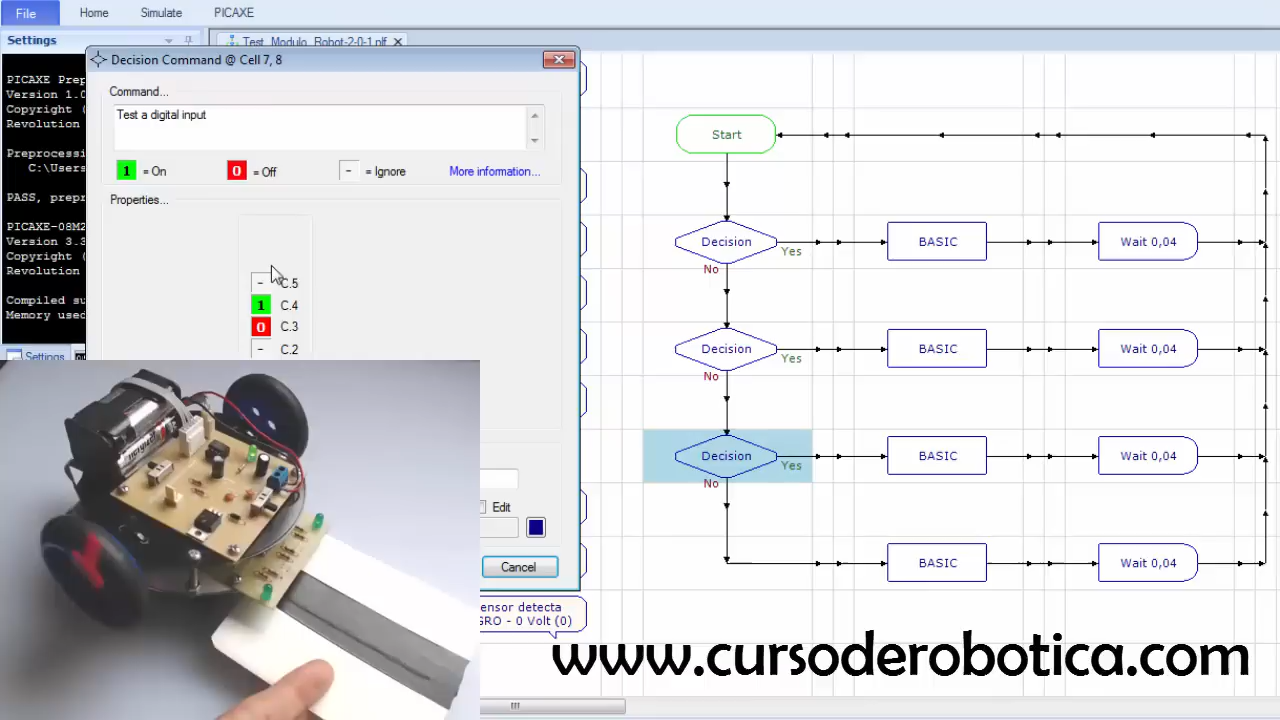 File Home Simulate PICAXE
Settings
Test_Modulo_Robot-2-0-1.plf
PICAXE Prep
Version 1.0
Copyright (
Revolution
Preprocessi
C:\Users
PASS, prepr
PICAXE-08M2
Version 3.3
Copyright (
Revolution
Compiled su
Memory used
Settings
Decision Command @ Cell 7, 8
Command...
Test a digital input
1 = On 0 = Off - = Ignore More information...
Properties...
- C.5
1 C.4
0 C.3
- C.2
Edit
Cancel
ensor detecta
GRO - 0 Volt (0)
Start
Decision Yes BASIC Wait 0,04
No
Decision Yes BASIC Wait 0,04
No
Decision Yes BASIC Wait 0,04
No
BASIC Wait 0,04
www.cursoderobotica.com